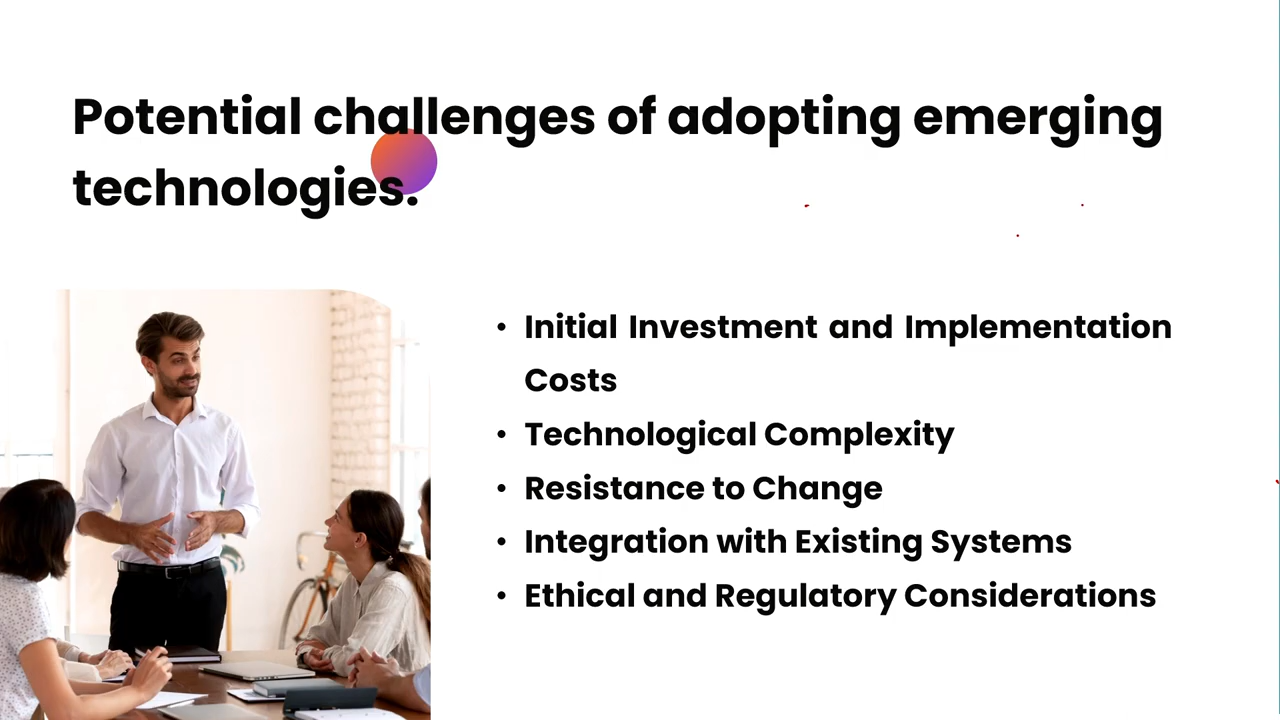 Potential challenges of adopting emerging
technologies.
• Initial Investment and Implementation
Costs
• Technological Complexity
• Resistance to Change
• Integration with Existing Systems
• Ethical and Regulatory Considerations